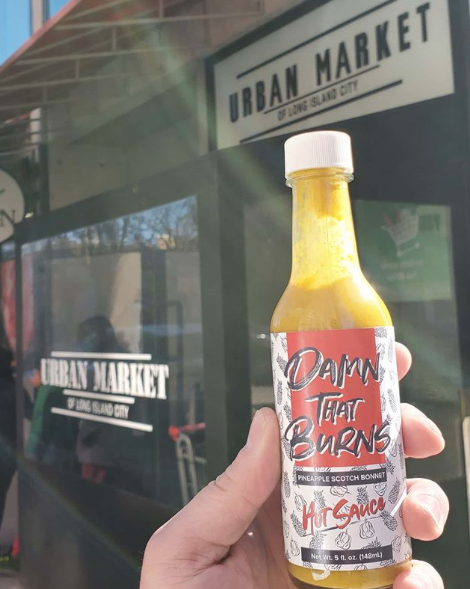 URBAN MARKET
OF LONG ISLAND CITY
URBAN MARKET
OF LONG ISLAND CITY
DAMN
THAT
BURNS
PINEAPPLE SCOTCH BONNET
HOT SAUCE
Net Wt. 5 fl. oz. (148mL)